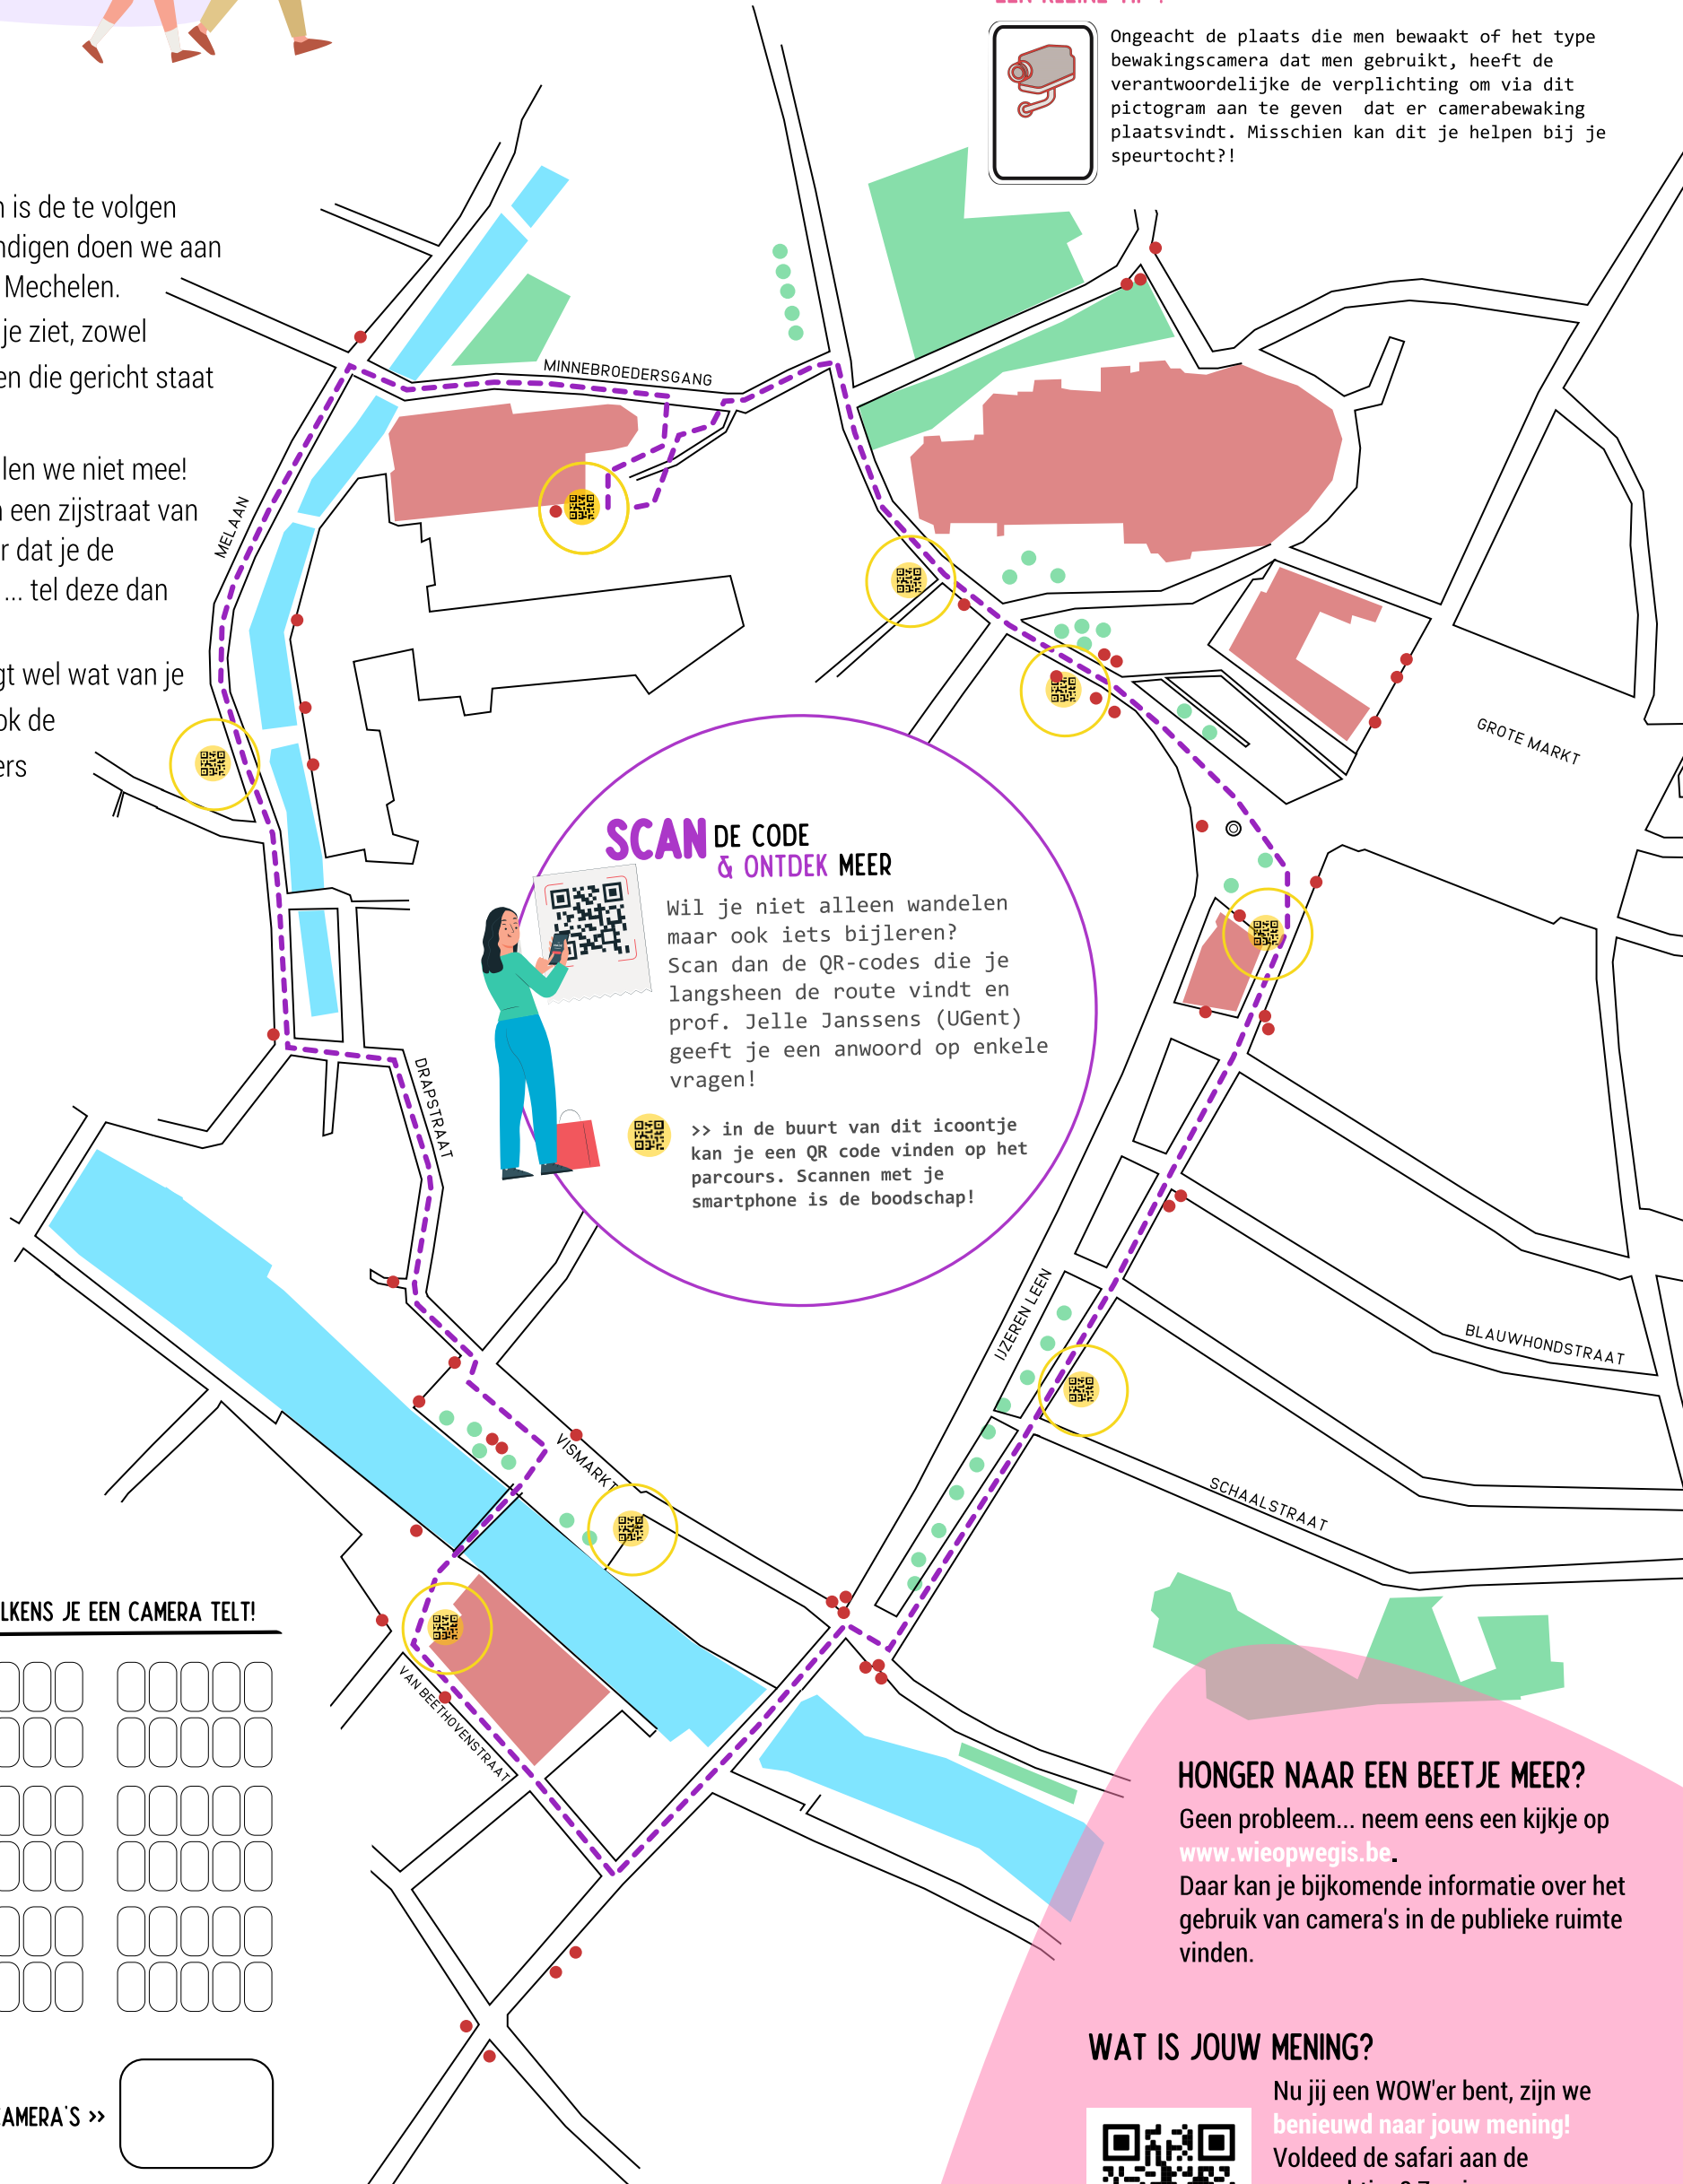 Ongeacht de plaats die men bewaakt of het type
bewakingscamera dat men gebruikt, heeft de
verantwoordelijke de verplichting om via dit
pictogram aan te geven  dat er camerabewaking
plaatsvindt. Misschien kan dit je helpen bij je
speurtocht?!
is de te volgen
doen we aan
Mechelen.
je ziet, zowel
die gericht staat
we niet mee!
een zijstraat van
dat je de
... tel deze dan
wel wat van je
de
MINNEBROEDERSGANG
MELAAN
GROTE MARKT
SCAN DE CODE
& ONTDEK MEER
Wil je niet alleen wandelen
maar ook iets bijleren?
Scan dan de QR-codes die je
langsheen de route vindt en
prof. Jelle Janssens (UGent)
geeft je een anwoord op enkele
vragen!
>> in de buurt van dit icoontje
kan je een QR code vinden op het
parcours. Scannen met je
smartphone is de boodschap!
DRAPSTRAAT
IJZEREN LEEN
BLAUWHONDSTRAAT
VISMARKT
SCHAALSTRAAT
VAN BEETHOVENSTRAAT
JE EEN CAMERA TELT!
CAMERA'S >>
HONGER NAAR EEN BEETJE MEER?
Geen probleem... neem eens een kijkje op
www.wieopwegis.be.
Daar kan je bijkomende informatie over het
gebruik van camera's in de publieke ruimte
vinden.
WAT IS JOUW MENING?
Nu jij een WOW'er bent, zijn we
benieuwd naar jouw mening!
Voldeed de safari aan de